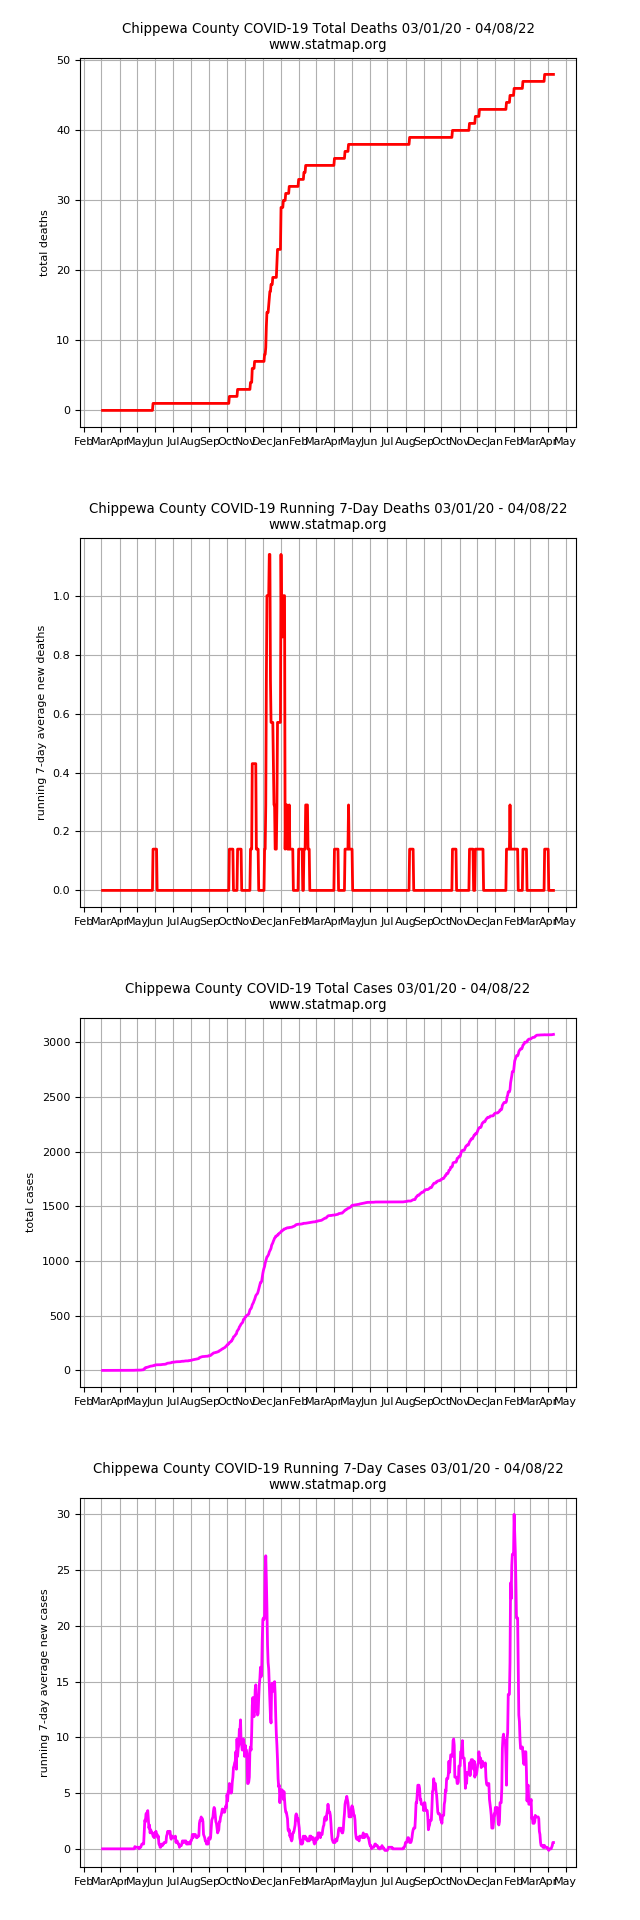 Chippewa County COVID-19 Total Deaths 03/01/20 - 04/08/22
www.statmap.org
50
40
30
20
10
0
total deaths
Feb Mar Apr May Jun Jul Aug Sep Oct Nov Dec Jan Feb Mar Apr May Jun Jul Aug Sep Oct Nov Dec Jan Feb Mar Apr May
Chippewa County COVID-19 Running 7-Day Deaths 03/01/20 - 04/08/22
www.statmap.org
1.0
0.8
0.6
0.4
0.2
0.0
running 7-day average new deaths
Feb Mar Apr May Jun Jul Aug Sep Oct Nov Dec Jan Feb Mar Apr May Jun Jul Aug Sep Oct Nov Dec Jan Feb Mar Apr May
Chippewa County COVID-19 Total Cases 03/01/20 - 04/08/22
www.statmap.org
3000
2500
2000
1500
1000
500
0
total cases
Feb Mar Apr May Jun Jul Aug Sep Oct Nov Dec Jan Feb Mar Apr May Jun Jul Aug Sep Oct Nov Dec Jan Feb Mar Apr May
Chippewa County COVID-19 Running 7-Day Cases 03/01/20 - 04/08/22
www.statmap.org
30
25
20
15
10
5
0
running 7-day average new cases
Feb Mar Apr May Jun Jul Aug Sep Oct Nov Dec Jan Feb Mar Apr May Jun Jul Aug Sep Oct Nov Dec Jan Feb Mar Apr May